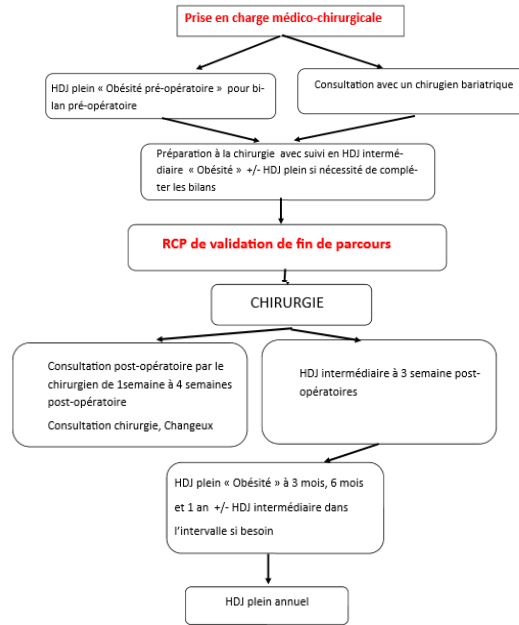 Prise en charge médico-chirurgicale
HDJ plein « Obésité pré-opératoire » pour bi-
lan pré-opératoire
Consultation avec un chirugien bariatrique
Préparation à la chirurgie avec suivi en HDJ intermé-
diaire « Obésité » +/- HDJ plein si nécessité de complé-
ter les bilans
RCP de validation de fin de parcours
CHIRURGIE
Consultation post-opératoire par le
chirurgien de 1semaine à 4 semaines
post-opératoire
Consultation chirurgie, Changeux
HDJ intermédiaire à 3 semaine post-
opératoires
HDJ plein « Obésité » à 3 mois, 6 mois
et 1 an +/- HDJ intermédiaire dans
l'intervalle si besoin
HDJ plein annuel